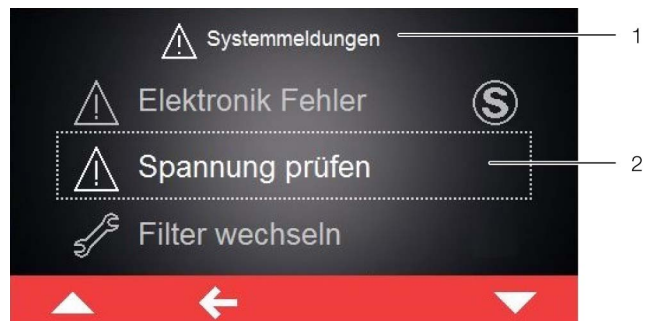 Systemmeldungen 1
Elektronik Fehler S
Spannung prüfen 2
Filter wechseln